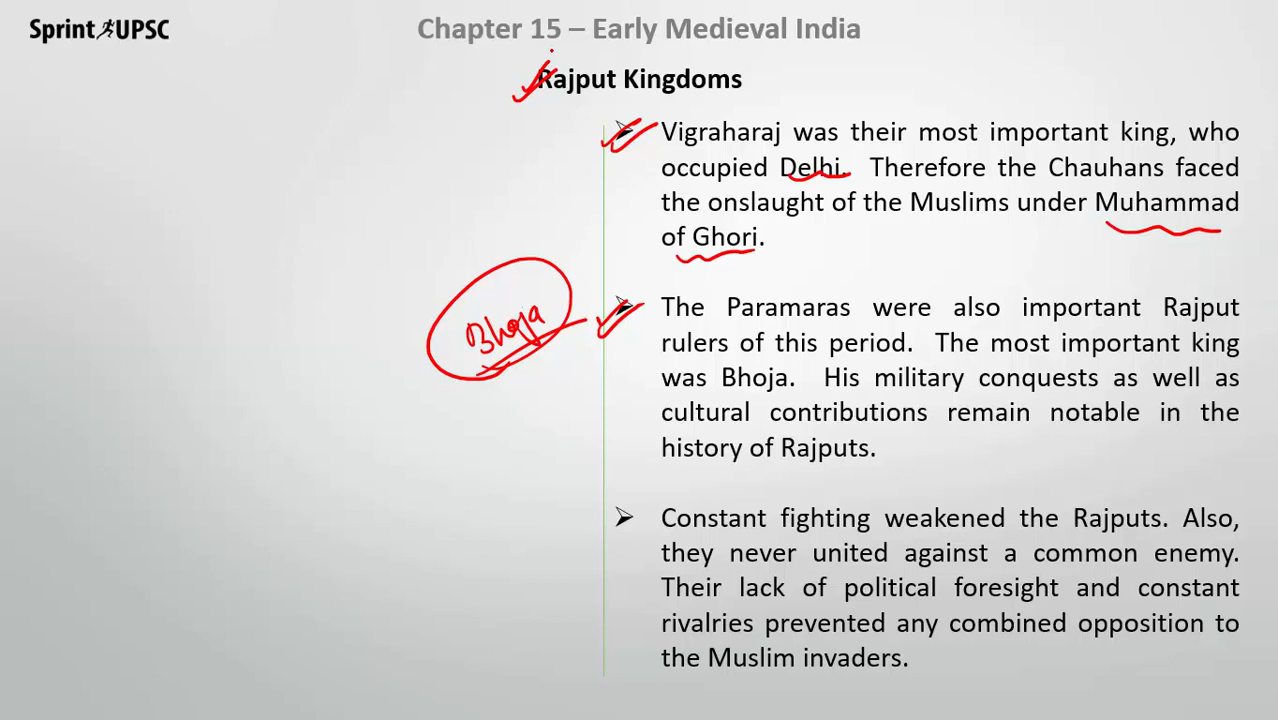 Sprint UPSC
Chapter 15 – Early Medieval India
Rajput Kingdoms
➢ Vigraharaj was their most important king, who
occupied Delhi. Therefore the Chauhans faced
the onslaught of the Muslims under Muhammad
of Ghori.
Bhoja
➢ The Paramaras were also important Rajput
rulers of this period. The most important king
was Bhoja. His military conquests as well as
cultural contributions remain notable in the
history of Rajputs.
➢ Constant fighting weakened the Rajputs. Also,
they never united against a common enemy.
Their lack of political foresight and constant
rivalries prevented any combined opposition to
the Muslim invaders.